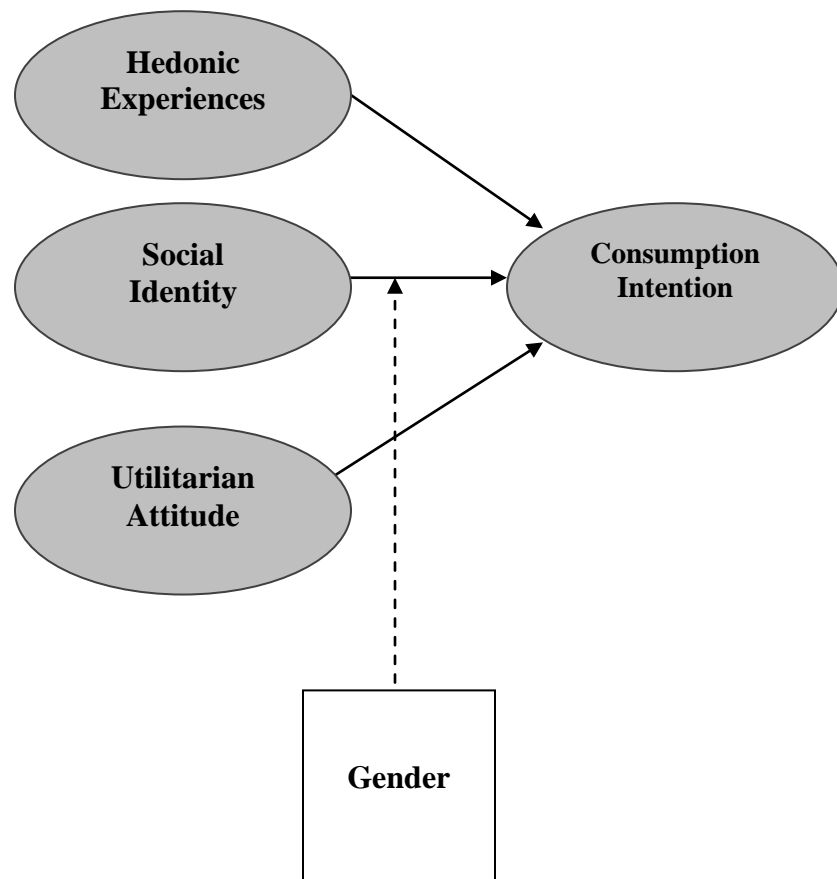 Hedonic
Experiences
Social
Identity
Consumption
Intention
Utilitarian
Attitude
Gender